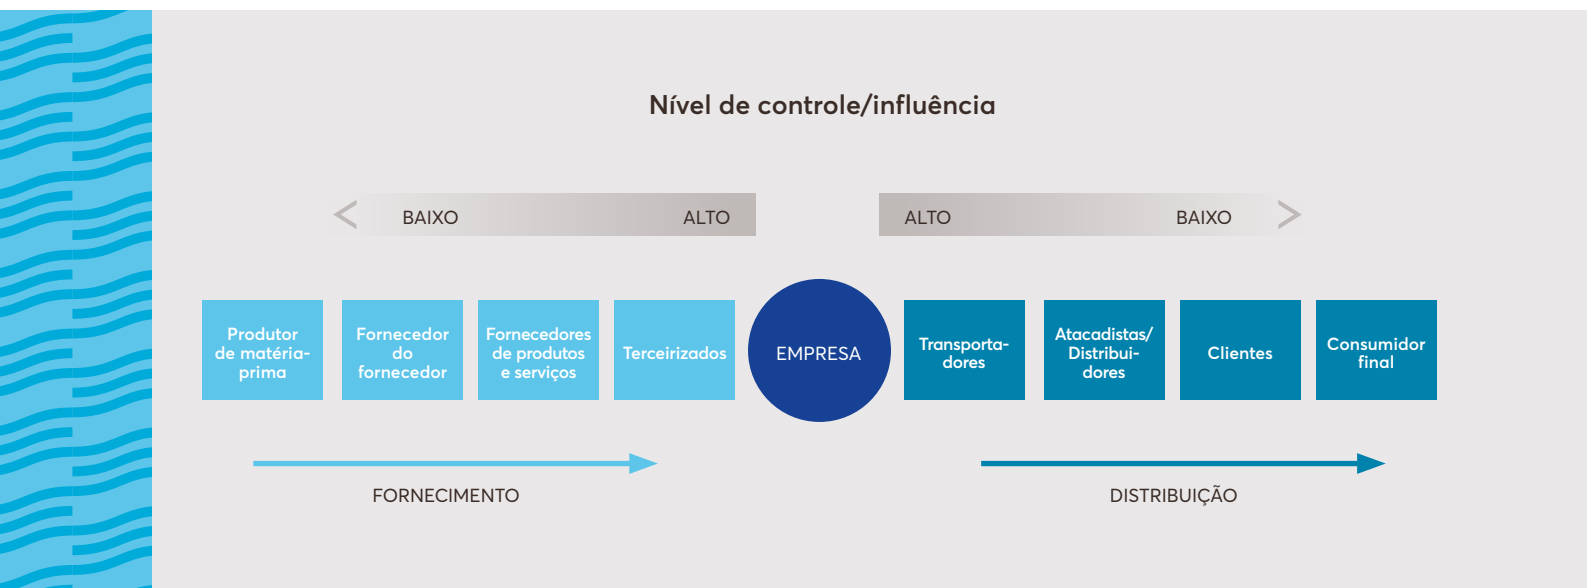 Nível de controle/influência
BAIXO
ALTO
ALTO
BAIXO
Produtor
de matéria-
prima
Fornecedor
do
fornecedor
Fornecedores
de produtos
e serviços
Terceirizados
EMPRESA
Transporta-
dores
Atacadistas/
Distribui-
dores
Clientes
Consumidor
final
FORNECIMENTO
DISTRIBUIÇÃO